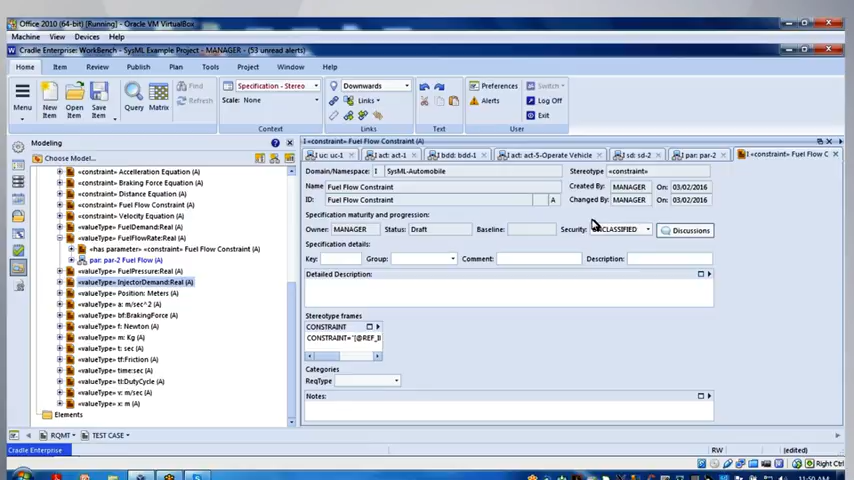 Office 2010 (64-bit) [Running] - Oracle VM VirtualBox
Machine View Devices Help
Cradle Enterprise: WorkBench - SysML Example Project - MANAGER - (53 unread alerts)
Home Item Review Publish Plan Tools Project Window Help
Menu New Item Open Item Save Item Query Matrix Find Refresh
Specification - Stereo
Scale: None
Context
Downwards
Links
Links
Text
Preferences Switch
Alerts Log Off
Exit
User
Modeling
Choose Model...
«constraint» Acceleration Equation (A)
«constraint» Braking Force Equation (A)
«constraint» Distance Equation (A)
«constraint» Fuel Flow Constraint (A)
«constraint» Velocity Equation (A)
«valueType» FuelDemand:Real (A)
«valueType» FuelFlowRate:Real (A)
«has parameter» «constraint» Fuel Flow Constraint (A)
par: par-2 Fuel Flow (A)
«valueType» FuelPressure:Real (A)
«valueType» InjectorDemand:Real (A)
«valueType» Position: Meters (A)
«valueType» a: m/sec^2 (A)
«valueType» bf:BrakingForce (A)
«valueType» f: Newton (A)
«valueType» m: Kg (A)
«valueType» t: sec (A)
«valueType» tf:Friction (A)
«valueType» time:sec (A)
«valueType» tt:DutyCycle (A)
«valueType» v: m/sec (A)
«valueType» x: m (A)
Elements
I «constraint» Fuel Flow Constraint (A)
I uc: uc-1 I act: act-1 I bdd: bdd-1 I act: act-5-Operate Vehicle I sd: sd-2 I par: par-2 I «constraint» Fuel Flow C
Domain/Namespace: I SysML-Automobile Stereotype: «constraint»
Name Fuel Flow Constraint Created By: MANAGER On: 03/02/2016
ID: Fuel Flow Constraint A Changed By: MANAGER On: 03/02/2016
Specification maturity and progression:
Owner: MANAGER Status: Draft Baseline: Security: UNCLASSIFIED Discussions
Specification details:
Key: Group: Comment: Description:
Detailed Description:
Stereotype frames
CONSTRAINT
CONSTRAINT="[@REF_B
Categories
ReqType
Notes:
RQMT TEST CASE
Cradle Enterprise RW (edited)
Right Ctrl
11:50 AM